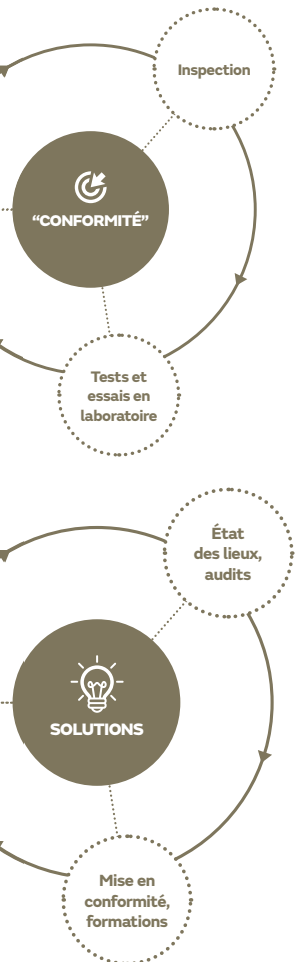 Inspection
“CONFORMITÉ”
Tests et
essais en
laboratoire
État
des lieux,
audits
SOLUTIONS
Mise en
conformité,
formations